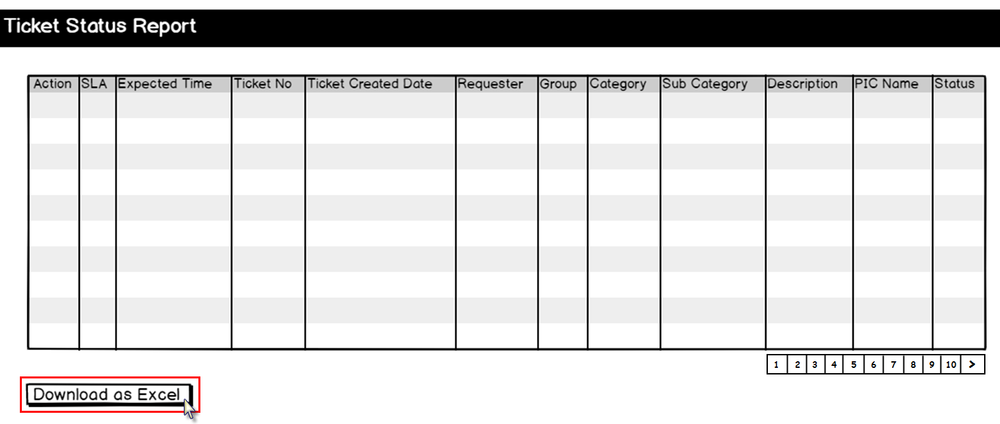 Ticket Status Report
Action SLA Expected Time Ticket No Ticket Created Date Requester Group Category Sub Category Description PIC Name Status
1 2 3 4 5 6 7 8 9 10 >
Download as Excel